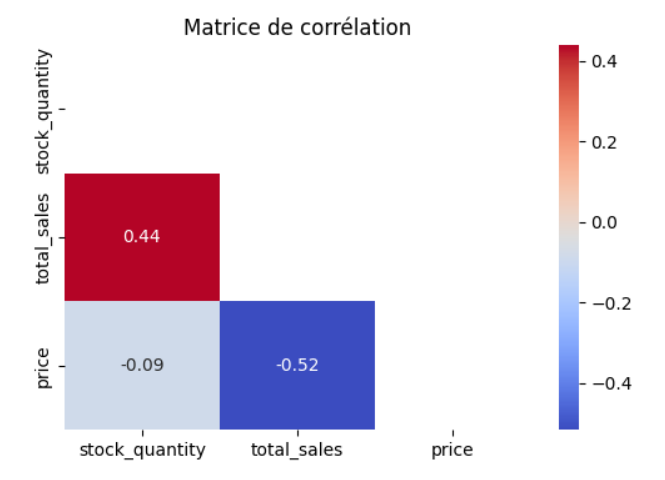 Matrice de corrélation
stock_quantity
total_sales
price
0.44
-0.09
-0.52
stock_quantity
total_sales
price
0.4
0.2
0.0
−0.2
−0.4